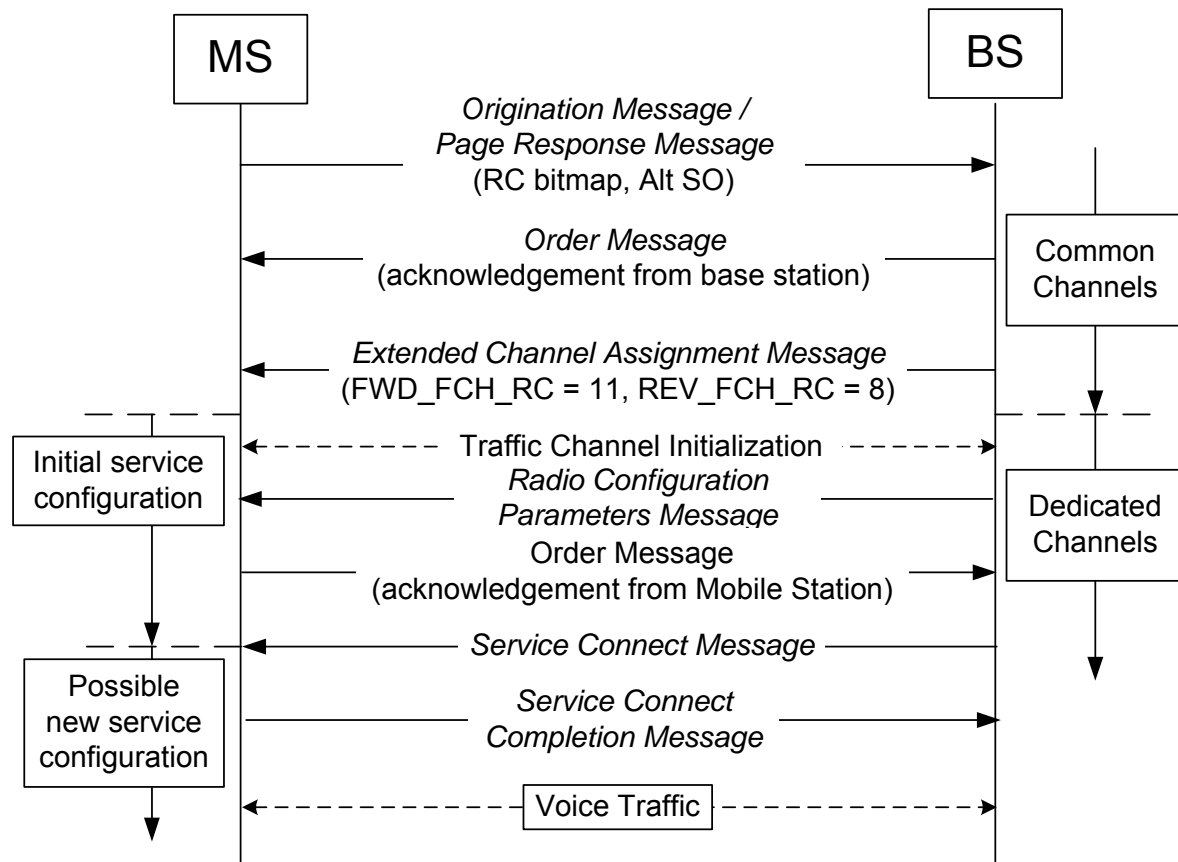 MS
BS
Origination Message /
Page Response Message
(RC bitmap, Alt SO)
Order Message
(acknowledgement from base station)
Common
Channels
Extended Channel Assignment Message
(FWD_FCH_RC = 11, REV_FCH_RC = 8)
Traffic Channel Initialization
Initial service
configuration
Radio Configuration
Parameters Message
Dedicated
Channels
Order Message
(acknowledgement from Mobile Station)
Service Connect Message
Possible
new service
configuration
Service Connect
Completion Message
Voice Traffic